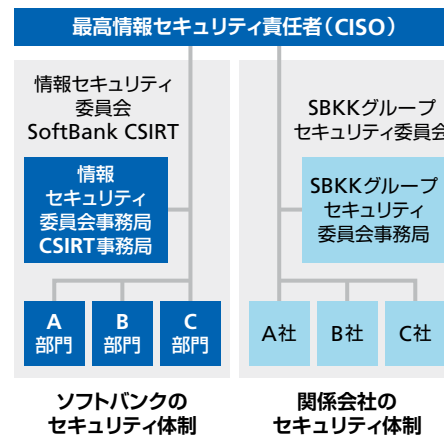 最高情報セキュリティ責任者（CISO）
情報セキュリティ
委員会
SoftBank CSIRT
情報
セキュリティ
委員会事務局
CSIRT事務局
A
部門
B
部門
C
部門
ソフトバンクの
セキュリティ体制
SBKKグループ
セキュリティ委員会
SBKKグループ
セキュリティ
委員会事務局
A社
B社
C社
関係会社の
セキュリティ体制